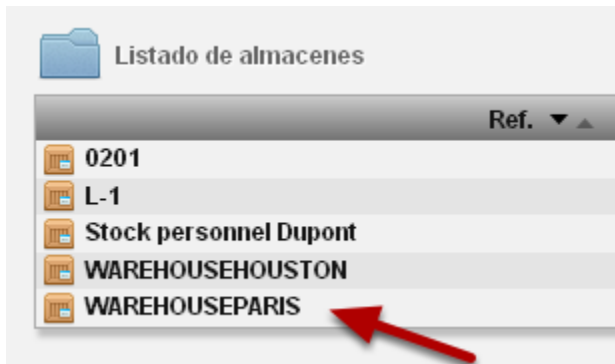 Listado de almacenes
Ref.
0201
L-1
Stock personnel Dupont
WAREHOUSEHOUSTON
WAREHOUSEPARIS